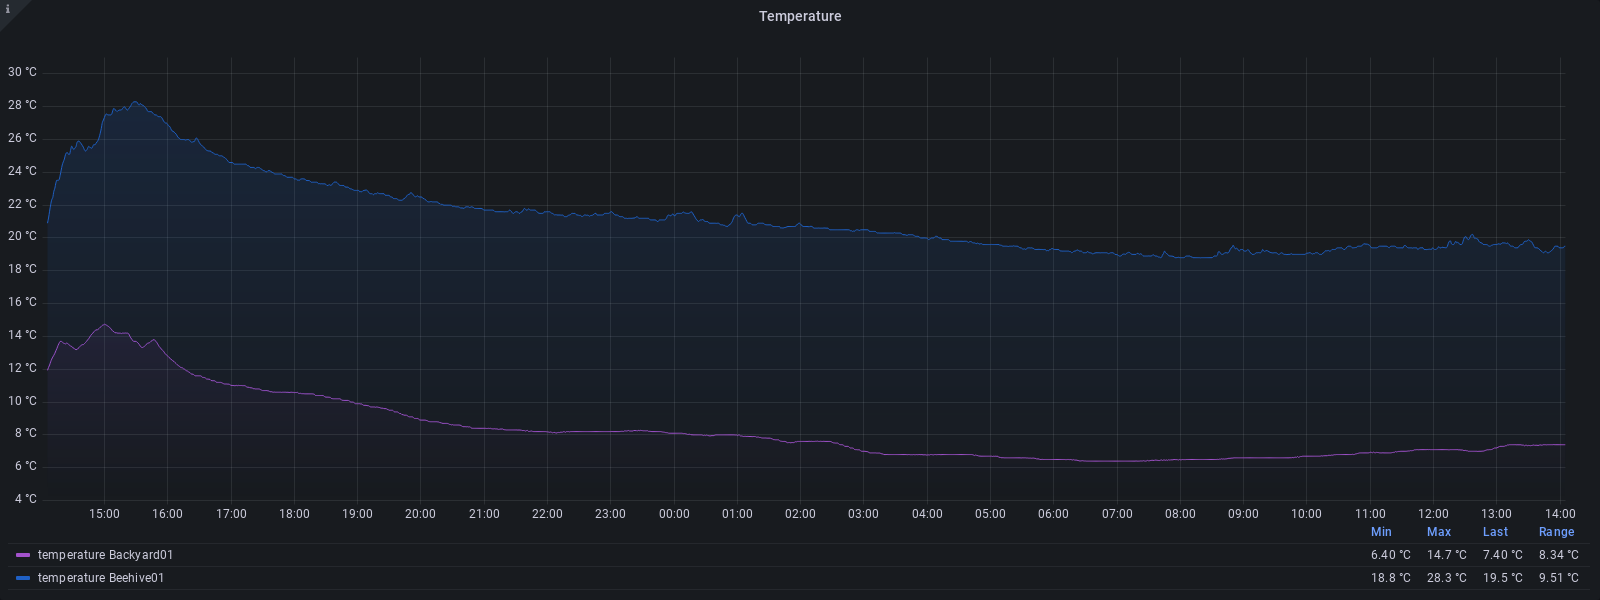 i
Temperature
30 °C
28 °C
26 °C
24 °C
22 °C
20 °C
18 °C
16 °C
14 °C
12 °C
10 °C
8 °C
6 °C
4 °C
15:00 16:00 17:00 18:00 19:00 20:00 21:00 22:00 23:00 00:00 01:00 02:00 03:00 04:00 05:00 06:00 07:00 08:00 09:00 10:00 11:00 12:00 13:00 14:00
Min Max Last Range
temperature Backyard01 6.40 °C 14.7 °C 7.40 °C 8.34 °C
temperature Beehive01 18.8 °C 28.3 °C 19.5 °C 9.51 °C